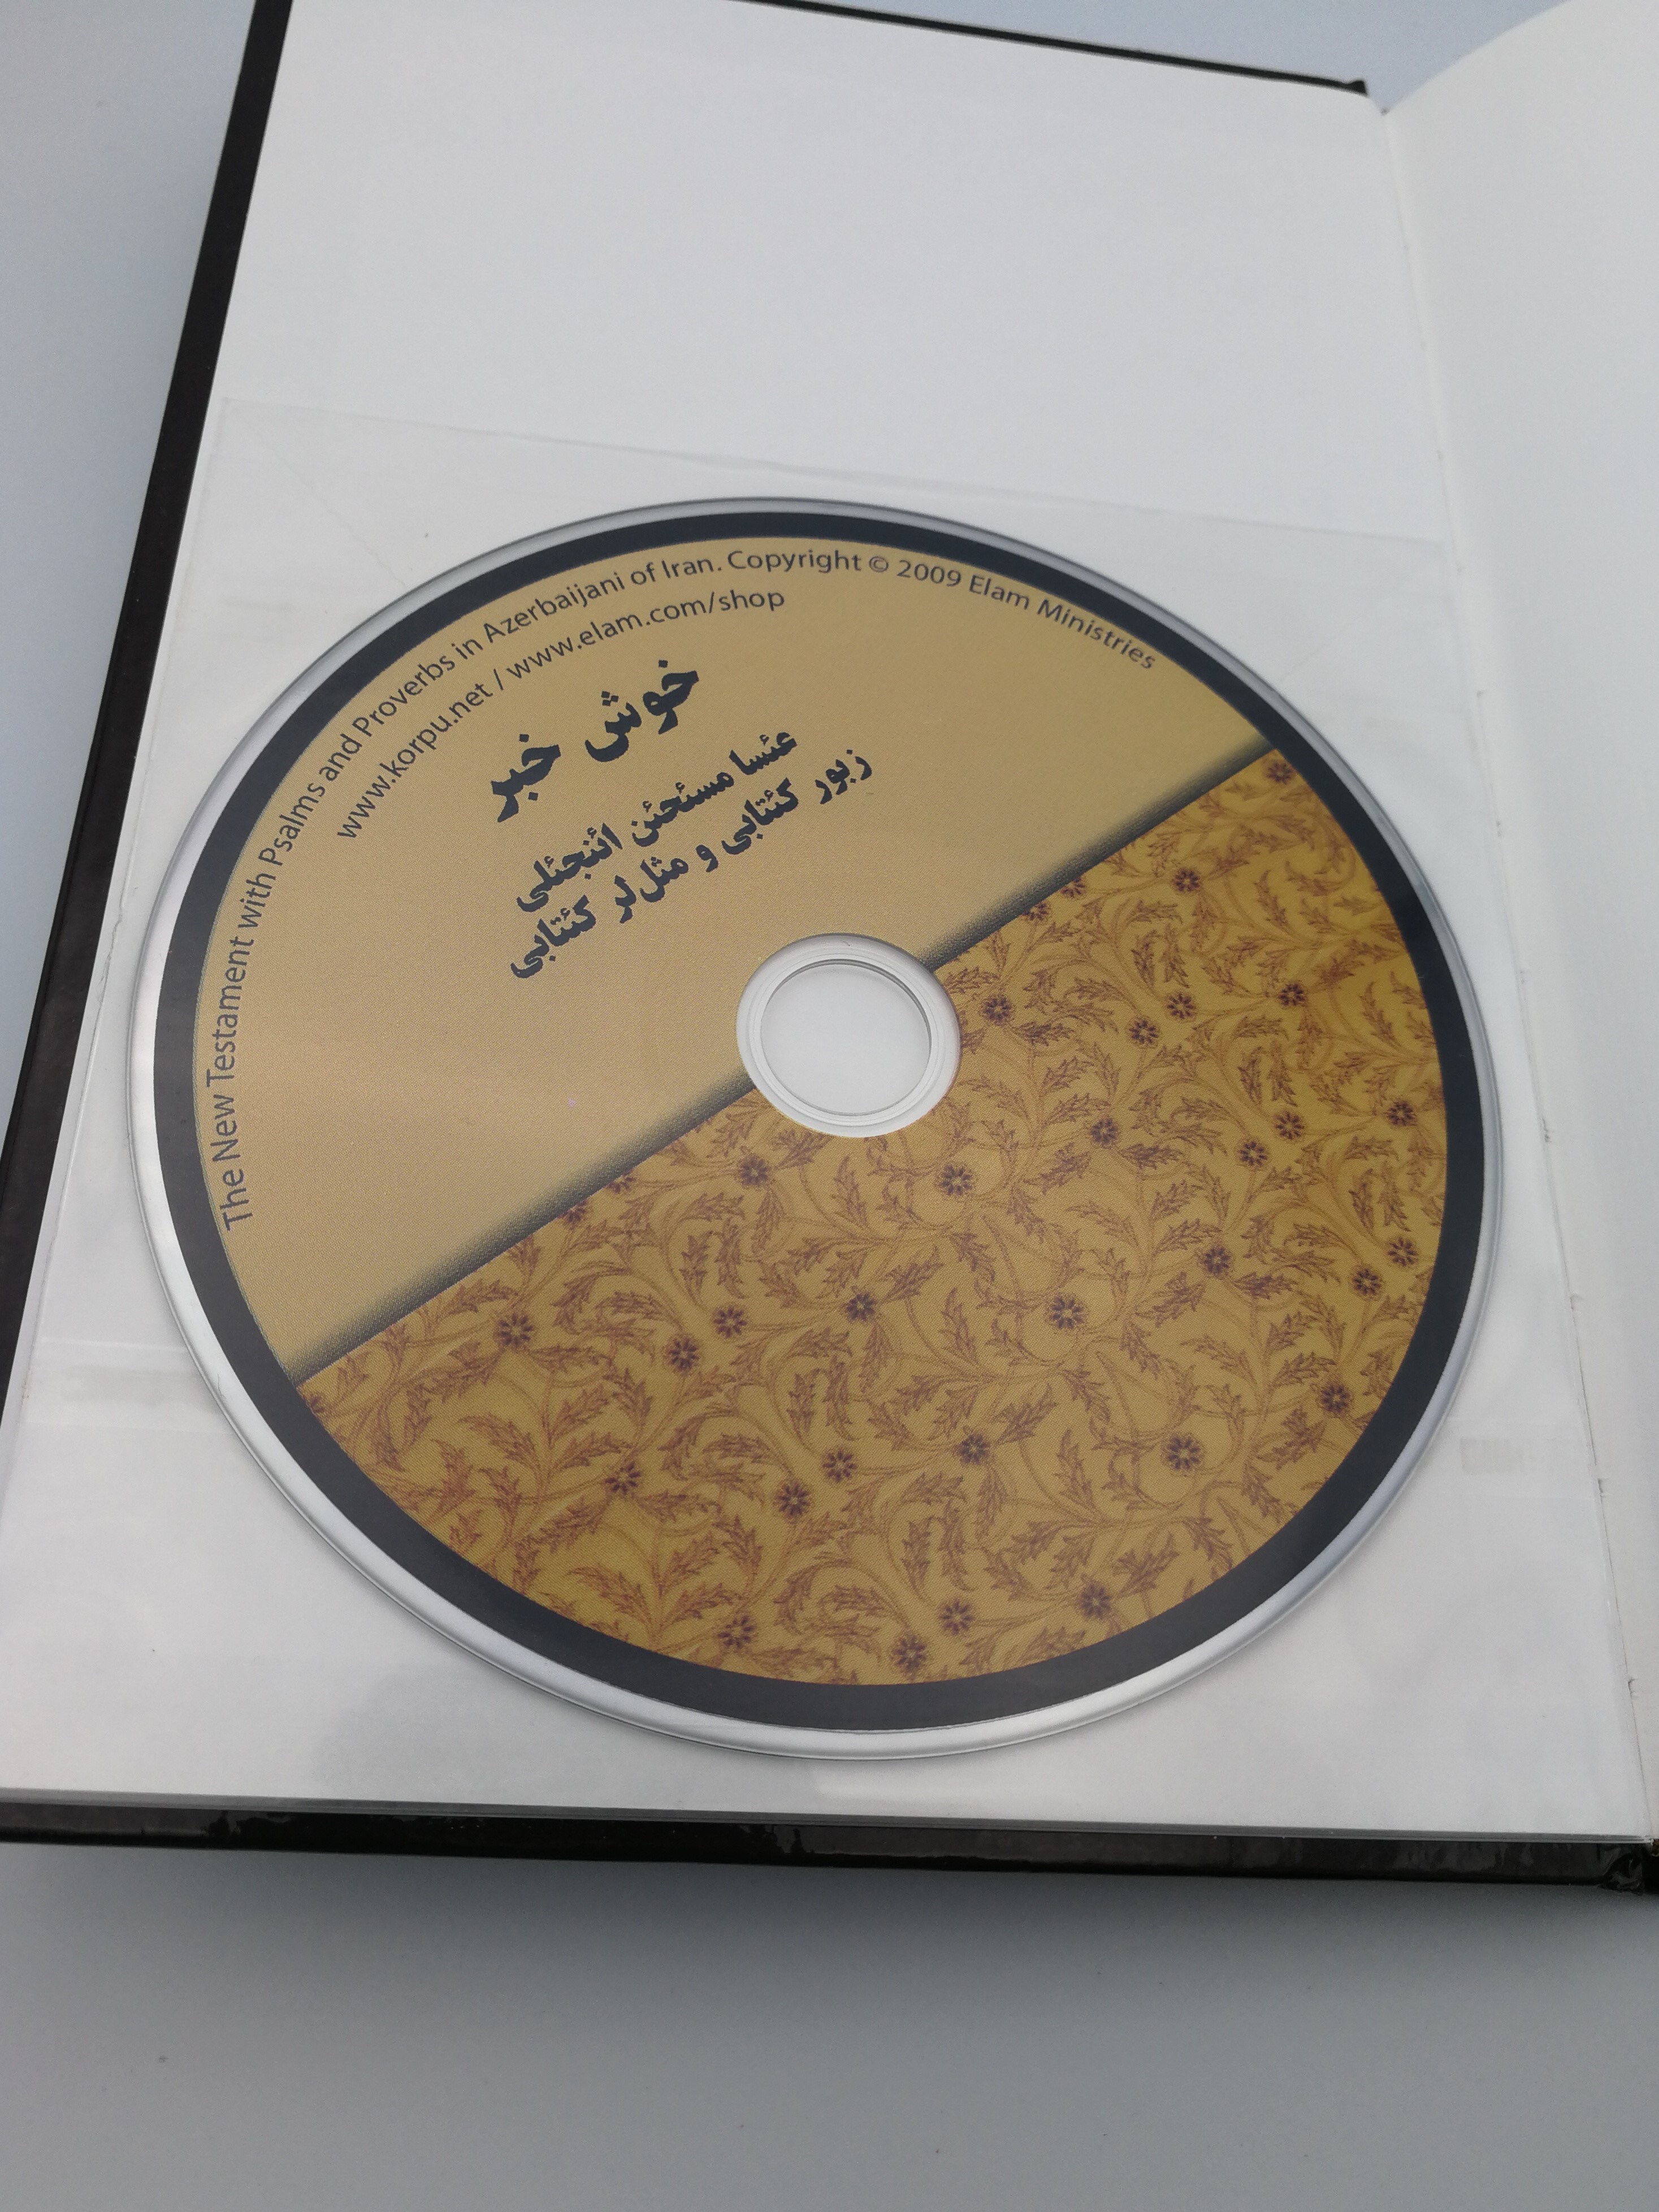 The New Testament with Psalms and Proverbs in Azerbaijani of Iran. Copyright © 2009 Elam Ministries
www.korpu.net / www.elam.com/shop
خوش خبر
عئسا مسئحئن ائنجئلی
زبور کئتابی و مثل‌لر کئتابی